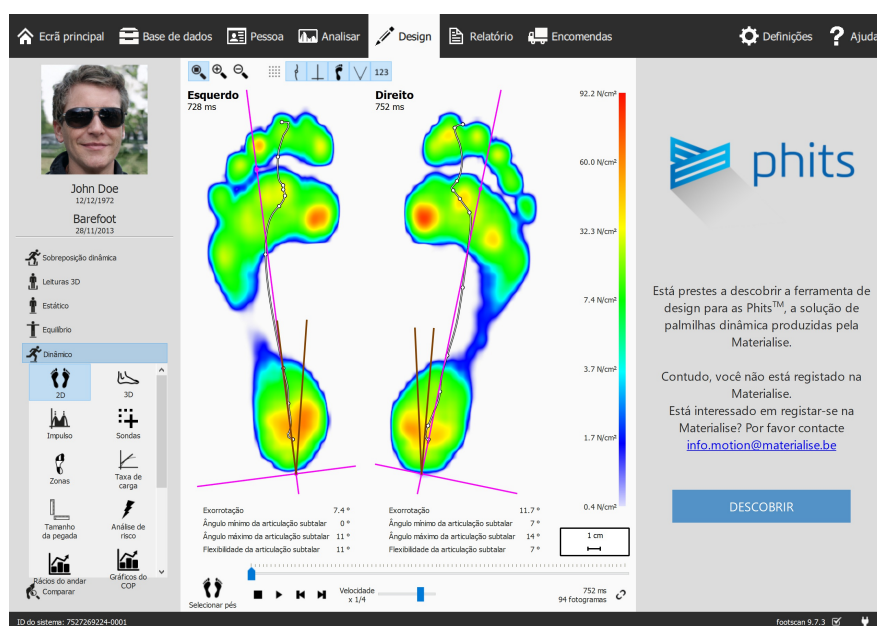 Ecrã principal
Base de dados
Pessoa
Analisar
Design
Relatório
Encomendas
Definições
Ajuda
John Doe
12/12/1972
Barefoot
28/11/2013
Sobreposição dinâmica
Leituras 3D
Estático
Equilíbrio
Dinâmico
2D
3D
Impulso
Sondas
Zonas
Taxa de
carga
Tamanho
da pegada
Análise de
risco
Rácios do andar
Gráficos do
COP
Comparar
123
Esquerdo
728 ms
Direito
752 ms
92.2 N/cm²
60.0 N/cm²
32.3 N/cm²
7.4 N/cm²
3.7 N/cm²
1.7 N/cm²
0.4 N/cm²
Exorrotação 7.4 °
Ângulo mínimo da articulação subtalar 0 °
Ângulo máximo da articulação subtalar 11 °
Flexibilidade da articulação subtalar 11 °
Exorrotação 11.7 °
Ângulo mínimo da articulação subtalar 7 °
Ângulo máximo da articulação subtalar 14 °
Flexibilidade da articulação subtalar 7 °
1 cm
Selecionar pés
Velocidade
x 1/4
752 ms
94 fotogramas
phits
Está prestes a descobrir a ferramenta de
design para as Phits™, a solução de
palmilhas dinâmica produzidas pela
Materialise.
Contudo, você não está registado na
Materialise.
Está interessado em registar-se na
Materialise? Por favor contacte
info.motion@materialise.be
DESCOBRIR
ID do sistema: 7527269224-0001
footscan 9.7.3